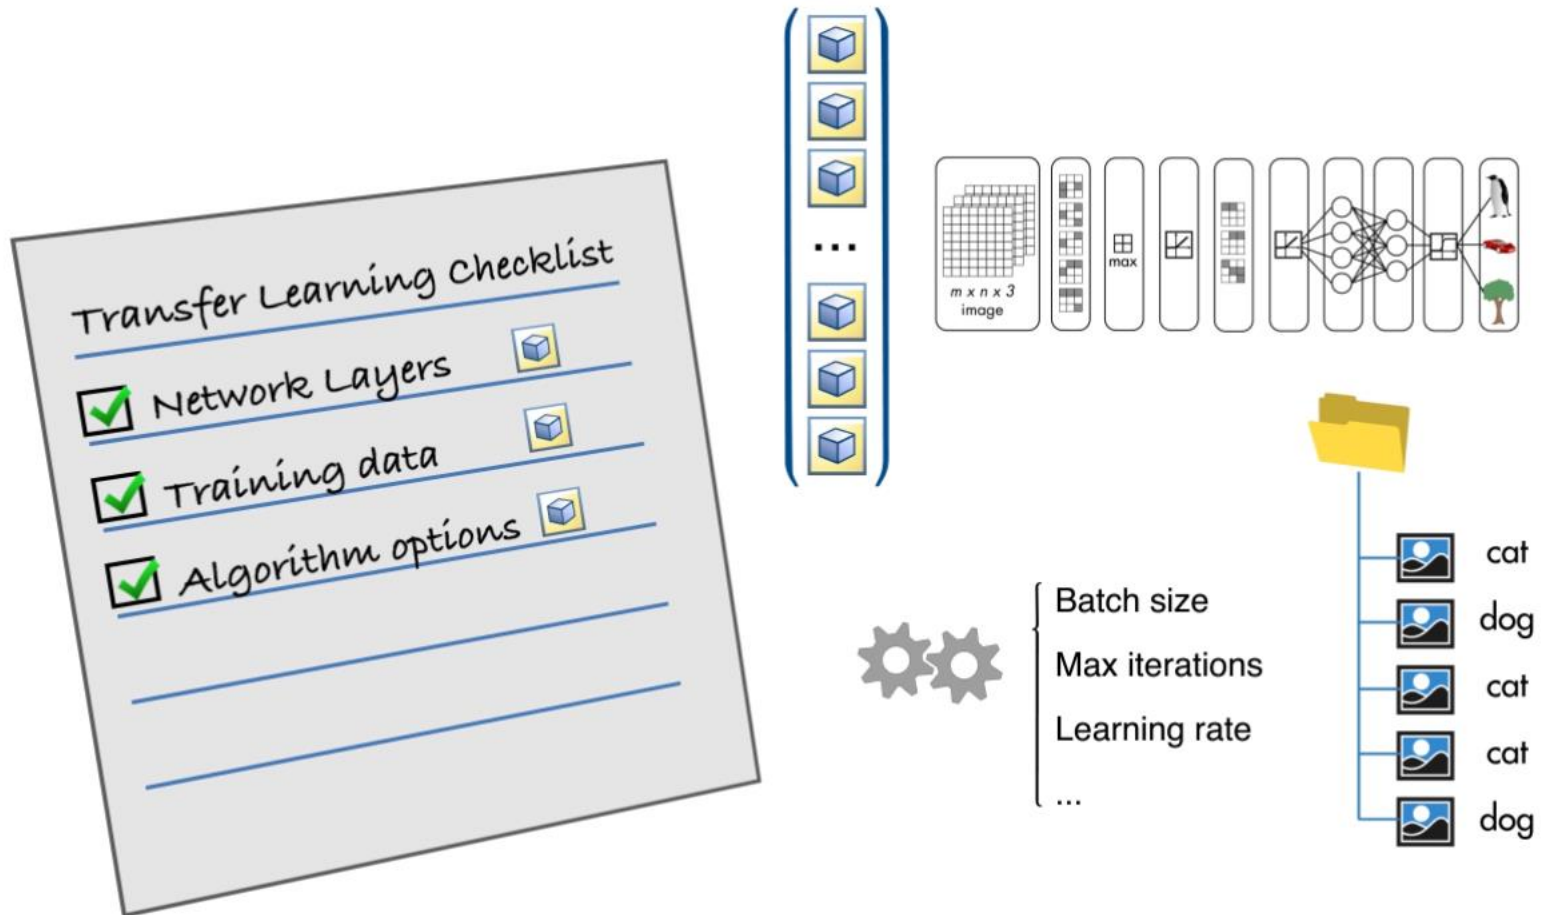 Transfer Learning Checklist
Network Layers
Training data
Algorithm options
...
max
m x n x 3
image
Batch size
Max iterations
Learning rate
...
cat
dog
cat
cat
dog